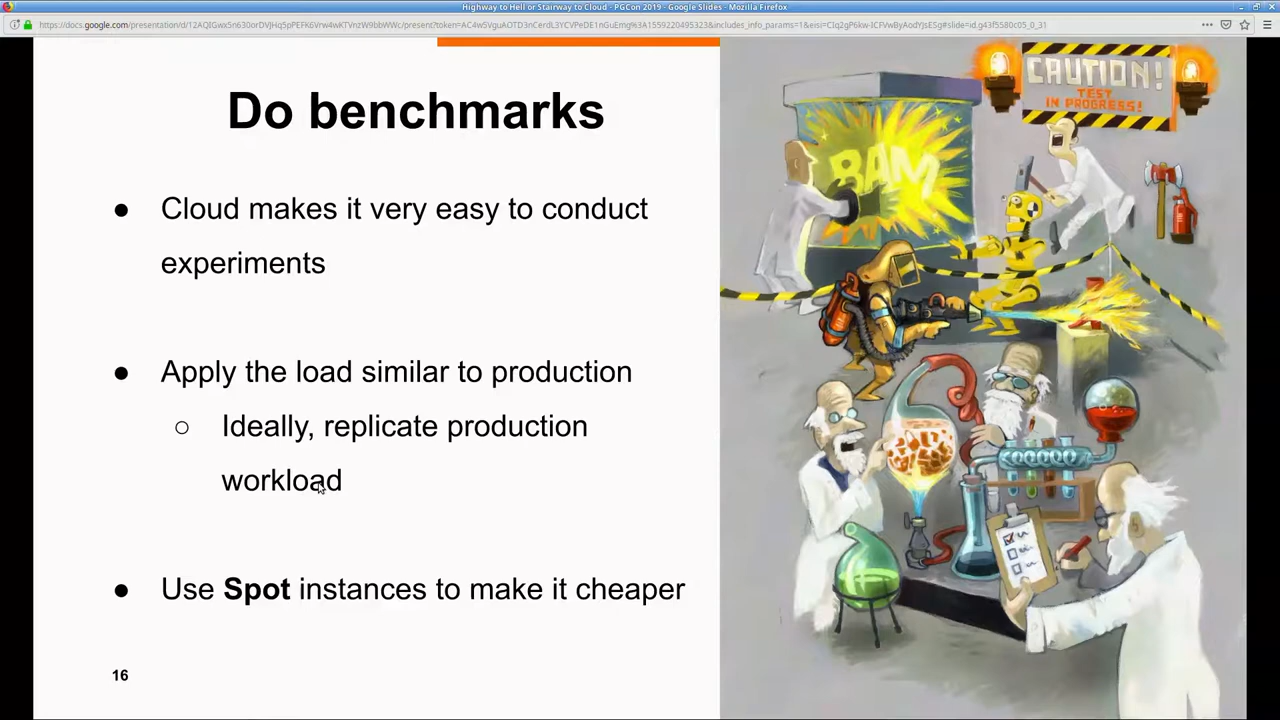 Highway to Hell or Stairway to Cloud - PGCon 2019 - Google Slides - Mozilla Firefox
Do benchmarks
● Cloud makes it very easy to conduct
experiments
● Apply the load similar to production
○ Ideally, replicate production
workload
● Use Spot instances to make it cheaper
16
CAUTION!
TEST
IN PROGRESS!
BAM